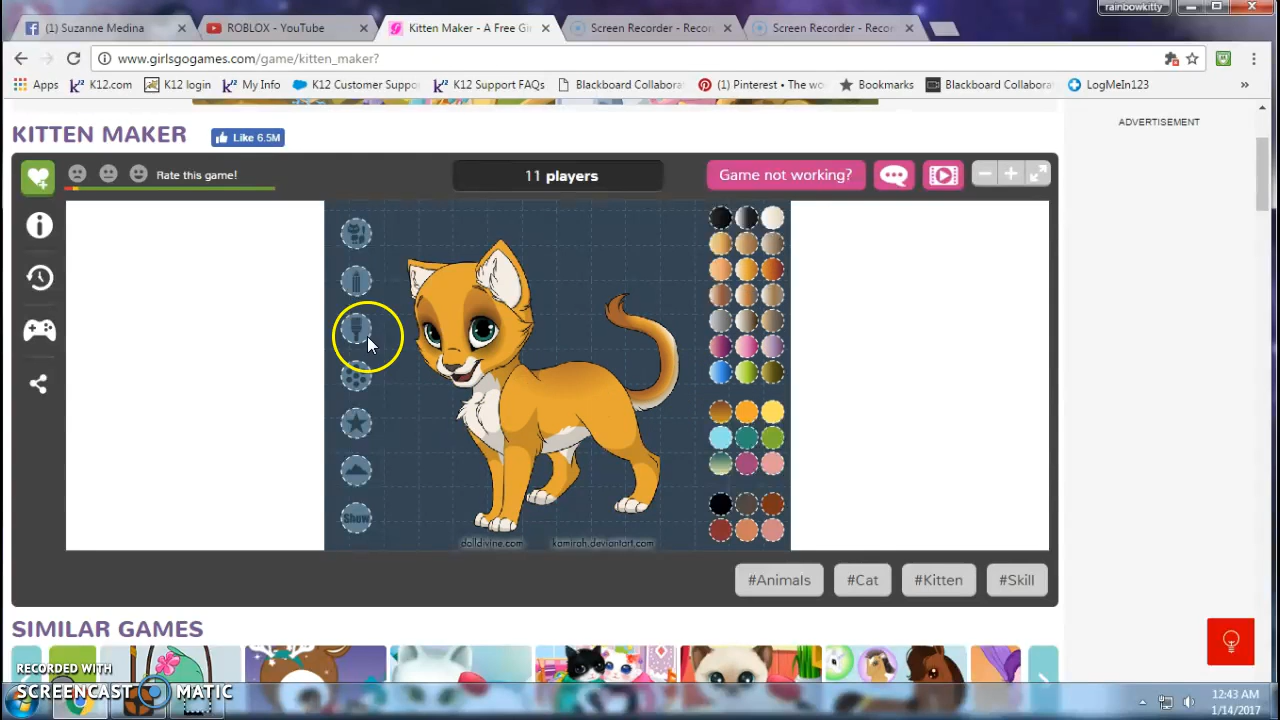 rainbowkitty
(1) Suzanne Medina
ROBLOX - YouTube
Kitten Maker - A Free Gir
Screen Recorder - Recor
Screen Recorder - Recor
www.girlsgogames.com/game/kitten_maker?
Apps
K12.com
K12 login
My Info
K12 Customer Suppo
K12 Support FAQs
Blackboard Collabora
(1) Pinterest • The wo
Bookmarks
Blackboard Collabora
LogMeIn123
»
KITTEN MAKER
Like 6.5M
ADVERTISEMENT
Rate this game!
11 players
Game not working?
Show
dolldivine.com
kamirah.deviantart.com
#Animals
#Cat
#Kitten
#Skill
SIMILAR GAMES
RECORDED WITH
SCREENCAST MATIC
12:43 AM
1/14/2017